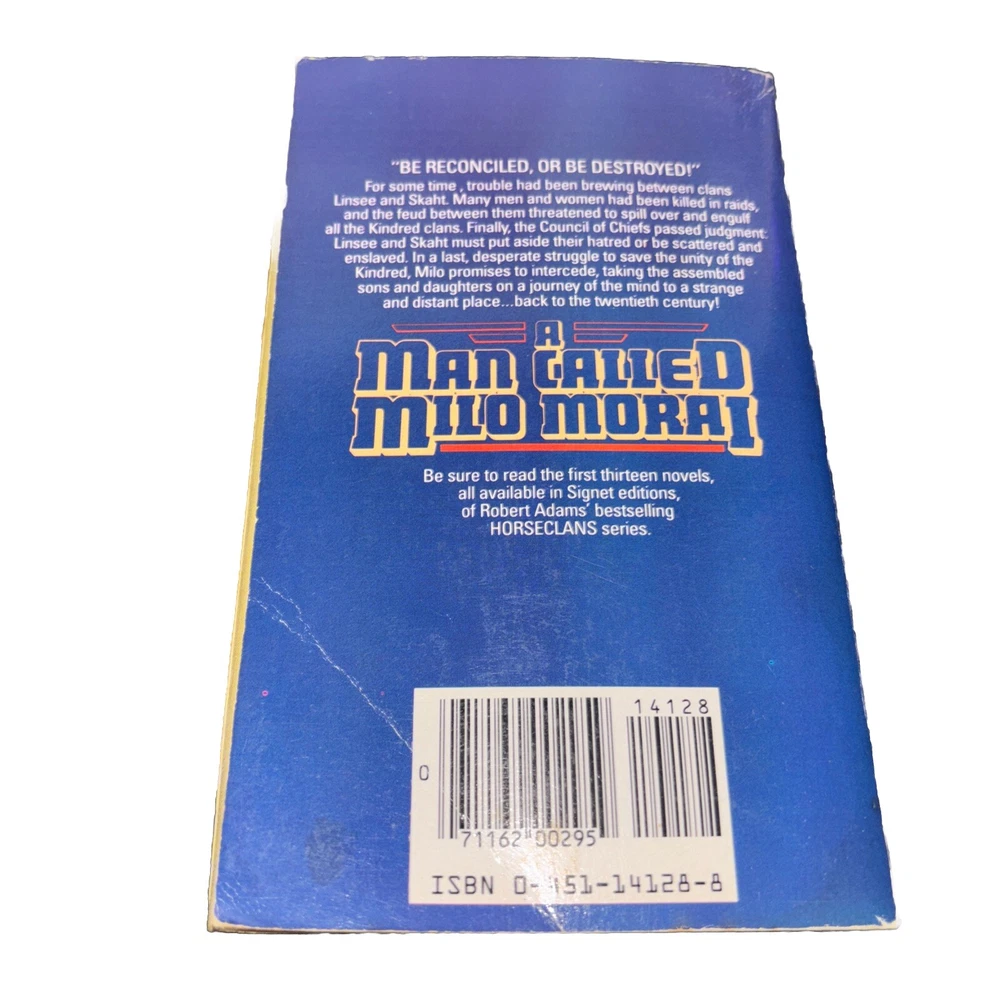 "BE RECONCILED, OR BE DESTROYED!"
For some time, trouble had been brewing between clans
Linsee and Skaht. Many men and women had been killed in raids,
and the feud between them threatened to spill over and engulf
all the Kindred clans. Finally, the Council of Chiefs passed judgment:
Linsee and Skaht must put aside their hatred or be scattered and
enslaved. In a last, desperate struggle to save the unity of the
Kindred, Milo promises to intercede, taking the assembled
sons and daughters on a journey of the mind to a strange
and distant place...back to the twentieth century!
A
MAN CALLED
MILO MORAI
Be sure to read the first thirteen novels,
all available in Signet editions,
of Robert Adams' bestselling
HORSECLANS series.
14128
0
71162 00295
ISBN 0-451-14128-8